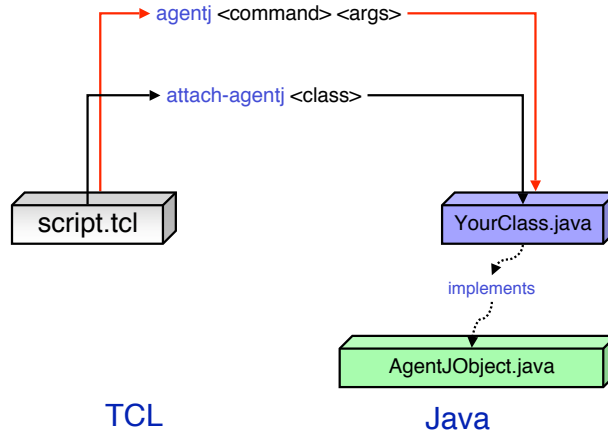 agentj <command> <args>
attach-agentj <class>
script.tcl
YourClass.java
implements
AgentJObject.java
TCL
Java